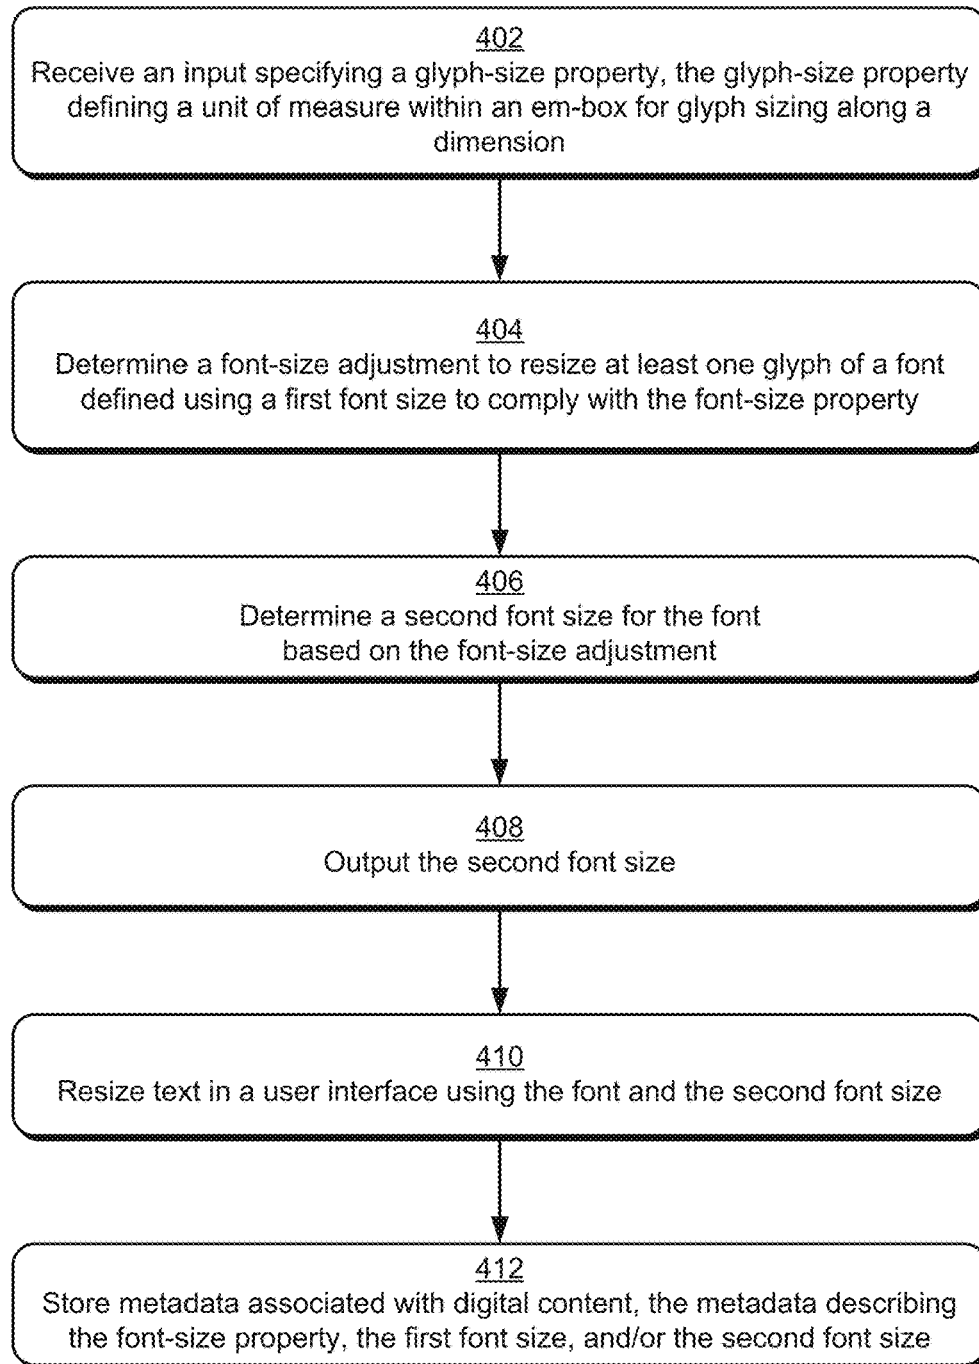 402
Receive an input specifying a glyph-size property, the glyph-size property
defining a unit of measure within an em-box for glyph sizing along a
dimension
404
Determine a font-size adjustment to resize at least one glyph of a font
defined using a first font size to comply with the font-size property
406
Determine a second font size for the font
based on the font-size adjustment
408
Output the second font size
410
Resize text in a user interface using the font and the second font size
412
Store metadata associated with digital content, the metadata describing
the font-size property, the first font size, and/or the second font size